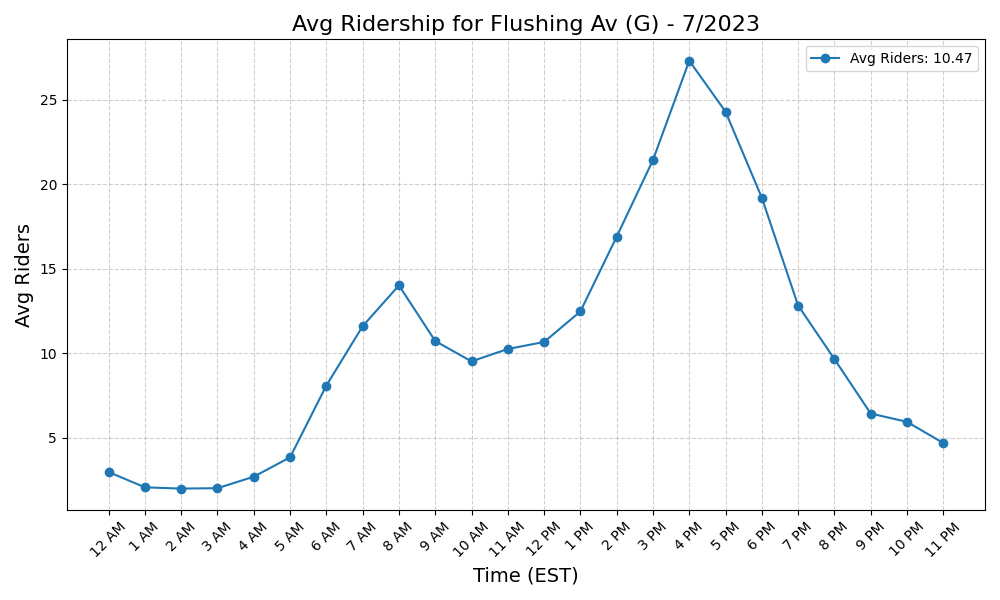 Avg Ridership for Flushing Av (G) - 7/2023
Avg Riders: 10.47
Avg Riders
25
20
15
10
5
12 AM
1 AM
2 AM
3 AM
4 AM
5 AM
6 AM
7 AM
8 AM
9 AM
10 AM
11 AM
12 PM
1 PM
2 PM
3 PM
4 PM
5 PM
6 PM
7 PM
8 PM
9 PM
10 PM
11 PM
Time (EST)